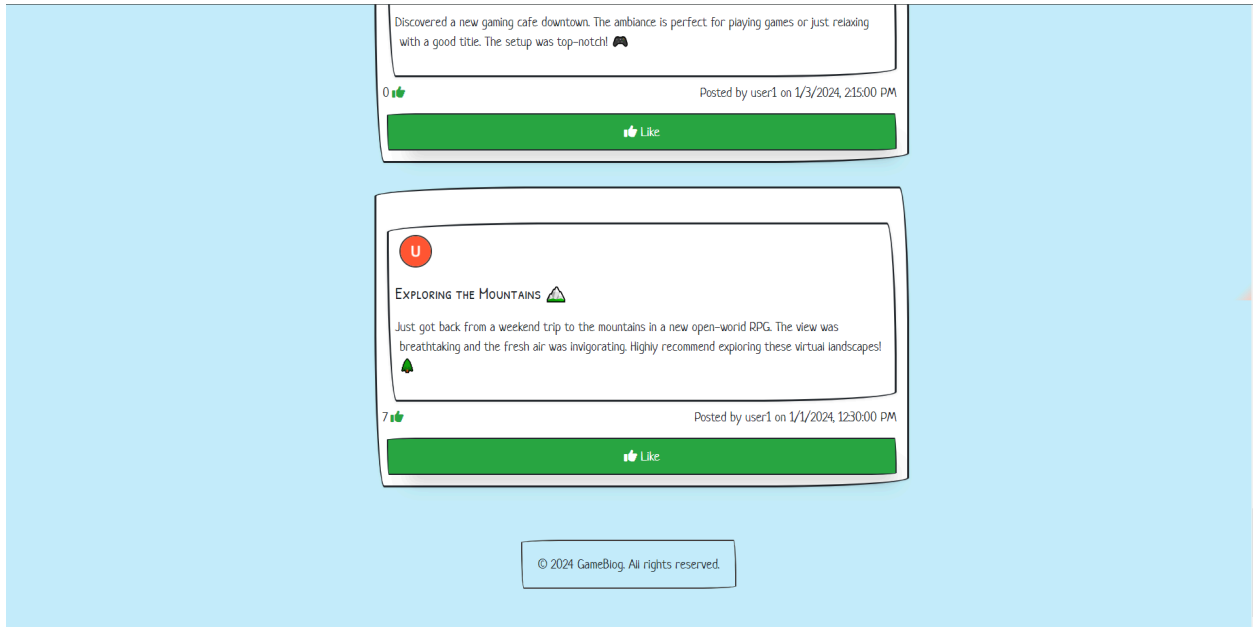 Discovered a new gaming cafe downtown. The ambiance is perfect for playing games or just relaxing
with a good title. The setup was top-notch! 🎮
0 👍
Posted by user1 on 1/3/2024, 2:15:00 PM
👍 Like
U
Exploring the Mountains 🏔️
Just got back from a weekend trip to the mountains in a new open-world RPG. The view was
breathtaking and the fresh air was invigorating. Highly recommend exploring these virtual landscapes!
🌲
7 👍
Posted by user1 on 1/1/2024, 12:30:00 PM
👍 Like
© 2024 GameBlog. All rights reserved.